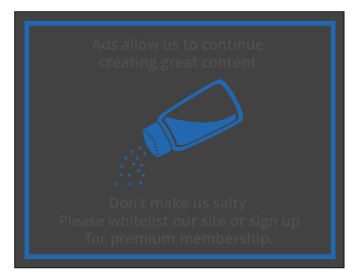 Ads allow us to continue
creating great content.
Don't make us salty.
Please whitelist our site or sign up
for premium membership.